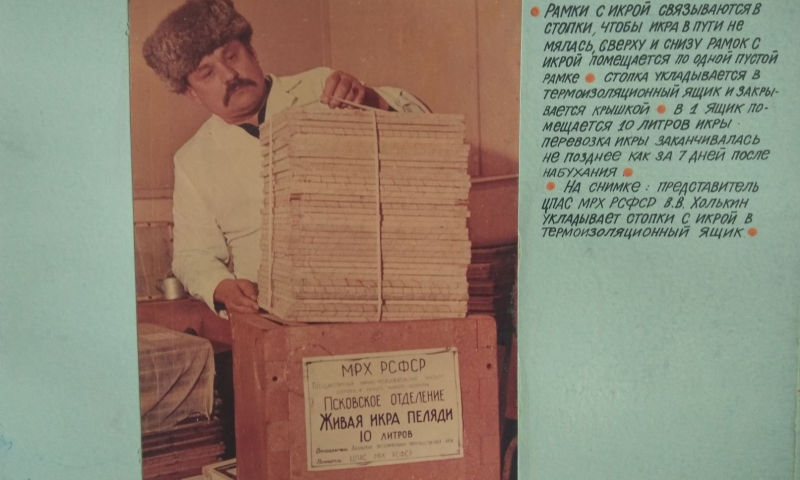 Рамки с икрой связываются в
стопки, чтобы икра в пути не
мялась, сверху и снизу рамок с
икрой помещается по одной пустой
рамке • стопка укладывается в
термоизоляционный ящик и закры-
вается крышкой • В 1 ящик по-
мещается 10 литров икры
перевозка икры заканчивалась
не позднее как за 7 дней после
набухания •
• На снимке: представитель
ЦПАС МРХ РСФСР В.В. Холькин
укладывает стопки с икрой в
термоизоляционный ящик •
МРХ РСФСР
Псковское отделение
Живая икра пеляди
10 литров
ЦПАС МРХ РСФСР